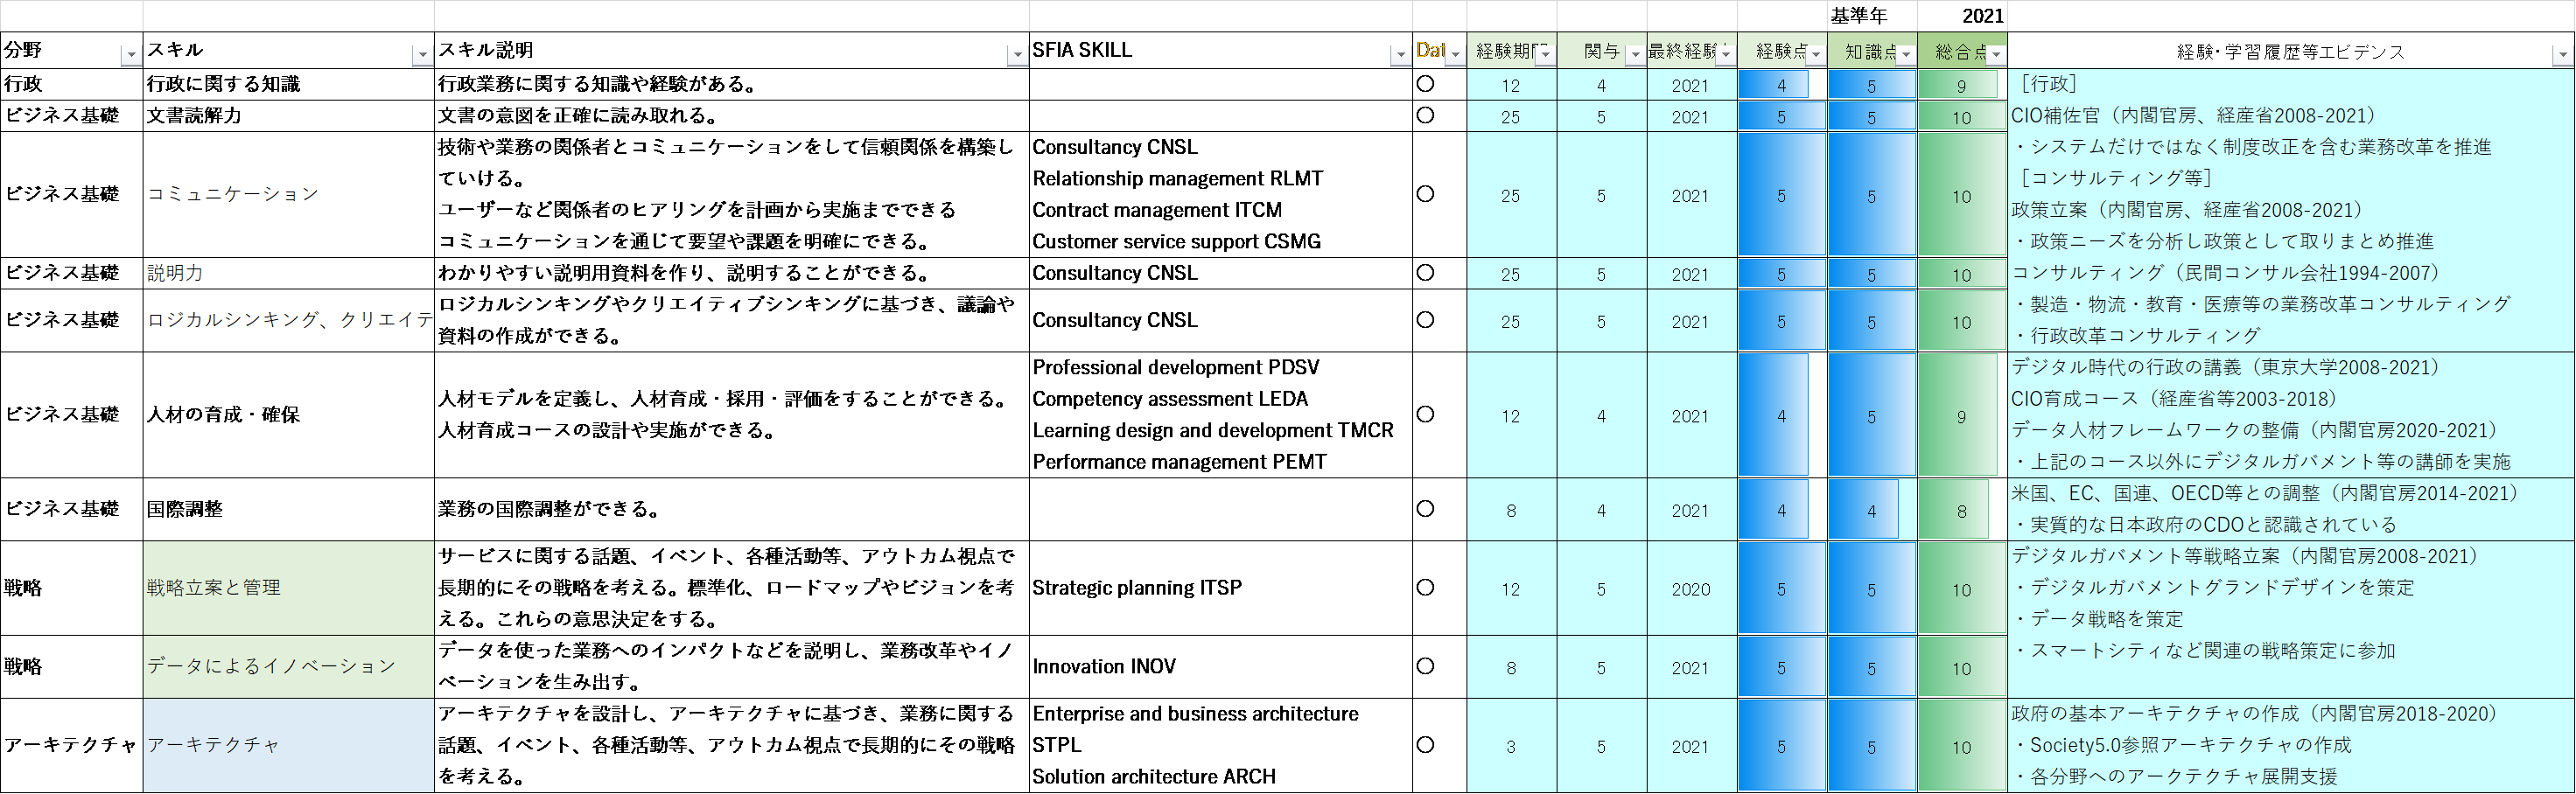 基準年 2021
分野 スキル スキル説明 SFIA SKILL Dat 経験期間 関与 最終経験 経験点 知識点 総合点 経験・学習履歴等エビデンス
行政 行政に関する知識 行政業務に関する知識や経験がある。 〇 12 4 2021 4 5 9
ビジネス基礎 文書読解力 文書の意図を正確に読み取れる。 〇 25 5 2021 5 5 10
ビジネス基礎 コミュニケーション
技術や業務の関係者とコミュニケーションをして信頼関係を構築し
ていける。
ユーザーなど関係者のヒアリングを計画から実施までできる
コミュニケーションを通じて要望や課題を明確にできる。
Consultancy CNSL
Relationship management RLMT
Contract management ITCM
Customer service support CSMG
〇 25 5 2021 5 5 10
ビジネス基礎 説明力 わかりやすい説明用資料を作り、説明することができる。 Consultancy CNSL 〇 25 5 2021 5 5 10
ビジネス基礎 ロジカルシンキング、クリエイテ
ロジカルシンキングやクリエイティブシンキングに基づき、議論や
資料の作成ができる。
Consultancy CNSL 〇 25 5 2021 5 5 10
［行政］
CIO補佐官（内閣官房、経産省2008-2021）
・システムだけではなく制度改正を含む業務改革を推進
［コンサルティング等］
政策立案（内閣官房、経産省2008-2021）
・政策ニーズを分析し政策として取りまとめ推進
コンサルティング（民間コンサル会社1994-2007）
・製造・物流・教育・医療等の業務改革コンサルティング
・行政改革コンサルティング
ビジネス基礎 人材の育成・確保
人材モデルを定義し、人材育成・採用・評価をすることができる。
人材育成コースの設計や実施ができる。
Professional development PDSV
Competency assessment LEDA
Learning design and development TMCR
Performance management PEMT
〇 12 4 2021 4 5 9
デジタル時代の行政の講義（東京大学2008-2021）
CIO育成コース（経産省等2003-2018）
データ人材フレームワークの整備（内閣官房2020-2021）
・上記のコース以外にデジタルガバメント等の講師を実施
ビジネス基礎 国際調整 業務の国際調整ができる。 〇 8 4 2021 4 4 8
米国、EC、国連、OECD等との調整（内閣官房2014-2021）
・実質的な日本政府のCDOと認識されている
戦略 戦略立案と管理
サービスに関する話題、イベント、各種活動等、アウトカム視点で
長期的にその戦略を考える。標準化、ロードマップやビジョンを考
える。これらの意思決定をする。
Strategic planning ITSP 〇 12 5 2020 5 5 10
戦略 データによるイノベーション
データを使った業務へのインパクトなどを説明し、業務改革やイノ
ベーションを生み出す。
Innovation INOV 〇 8 5 2021 5 5 10
デジタルガバメント等戦略立案（内閣官房2008-2021）
・デジタルガバメントグランドデザインを策定
・データ戦略を策定
・スマートシティなど関連の戦略策定に参加
アーキテクチャ アーキテクチャ
アーキテクチャを設計し、アーキテクチャに基づき、業務に関する
話題、イベント、各種活動等、アウトカム視点で長期的にその戦略
を考える。
Enterprise and business architecture
STPL
Solution architecture ARCH
〇 3 5 2021 5 5 10
政府の基本アーキテクチャの作成（内閣官房2018-2020）
・Society5.0参照アーキテクチャの作成
・各分野へのアークテクチャ展開支援